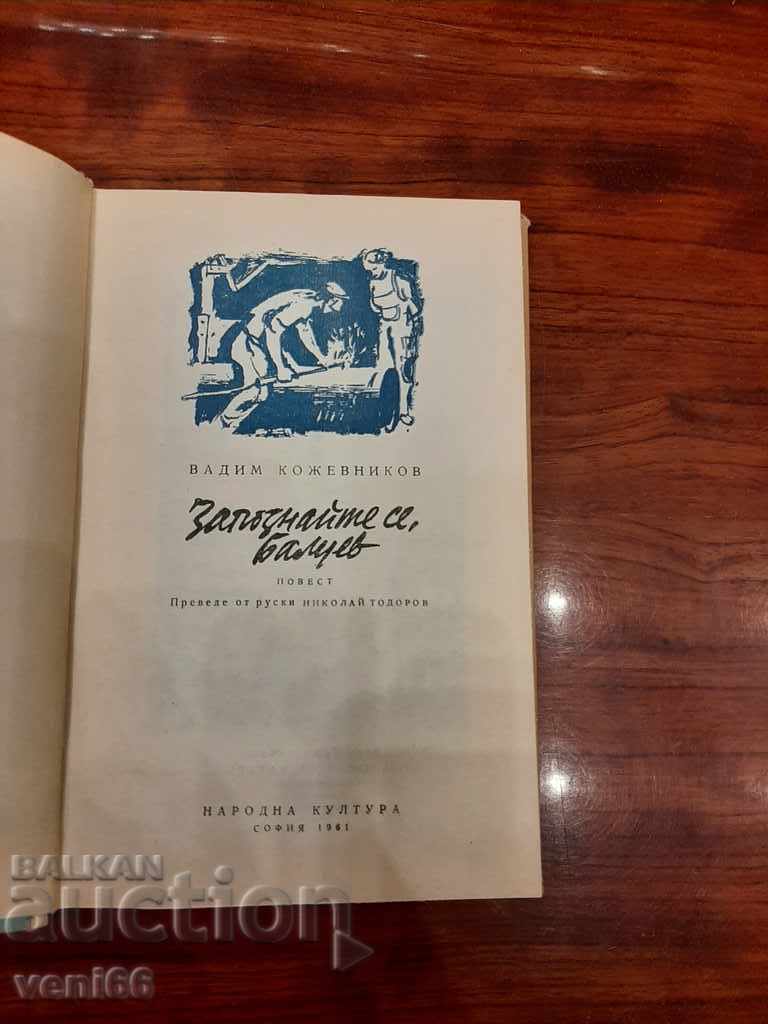 ВАДИМ КОЖЕВНИКОВ
Запознайте се,
Балуев
ПОВЕСТ
Преведе от руски НИКОЛАЙ ТОДОРОВ
НАРОДНА КУЛТУРА
СОФИЯ 1961
BALKAN
auction
veni66